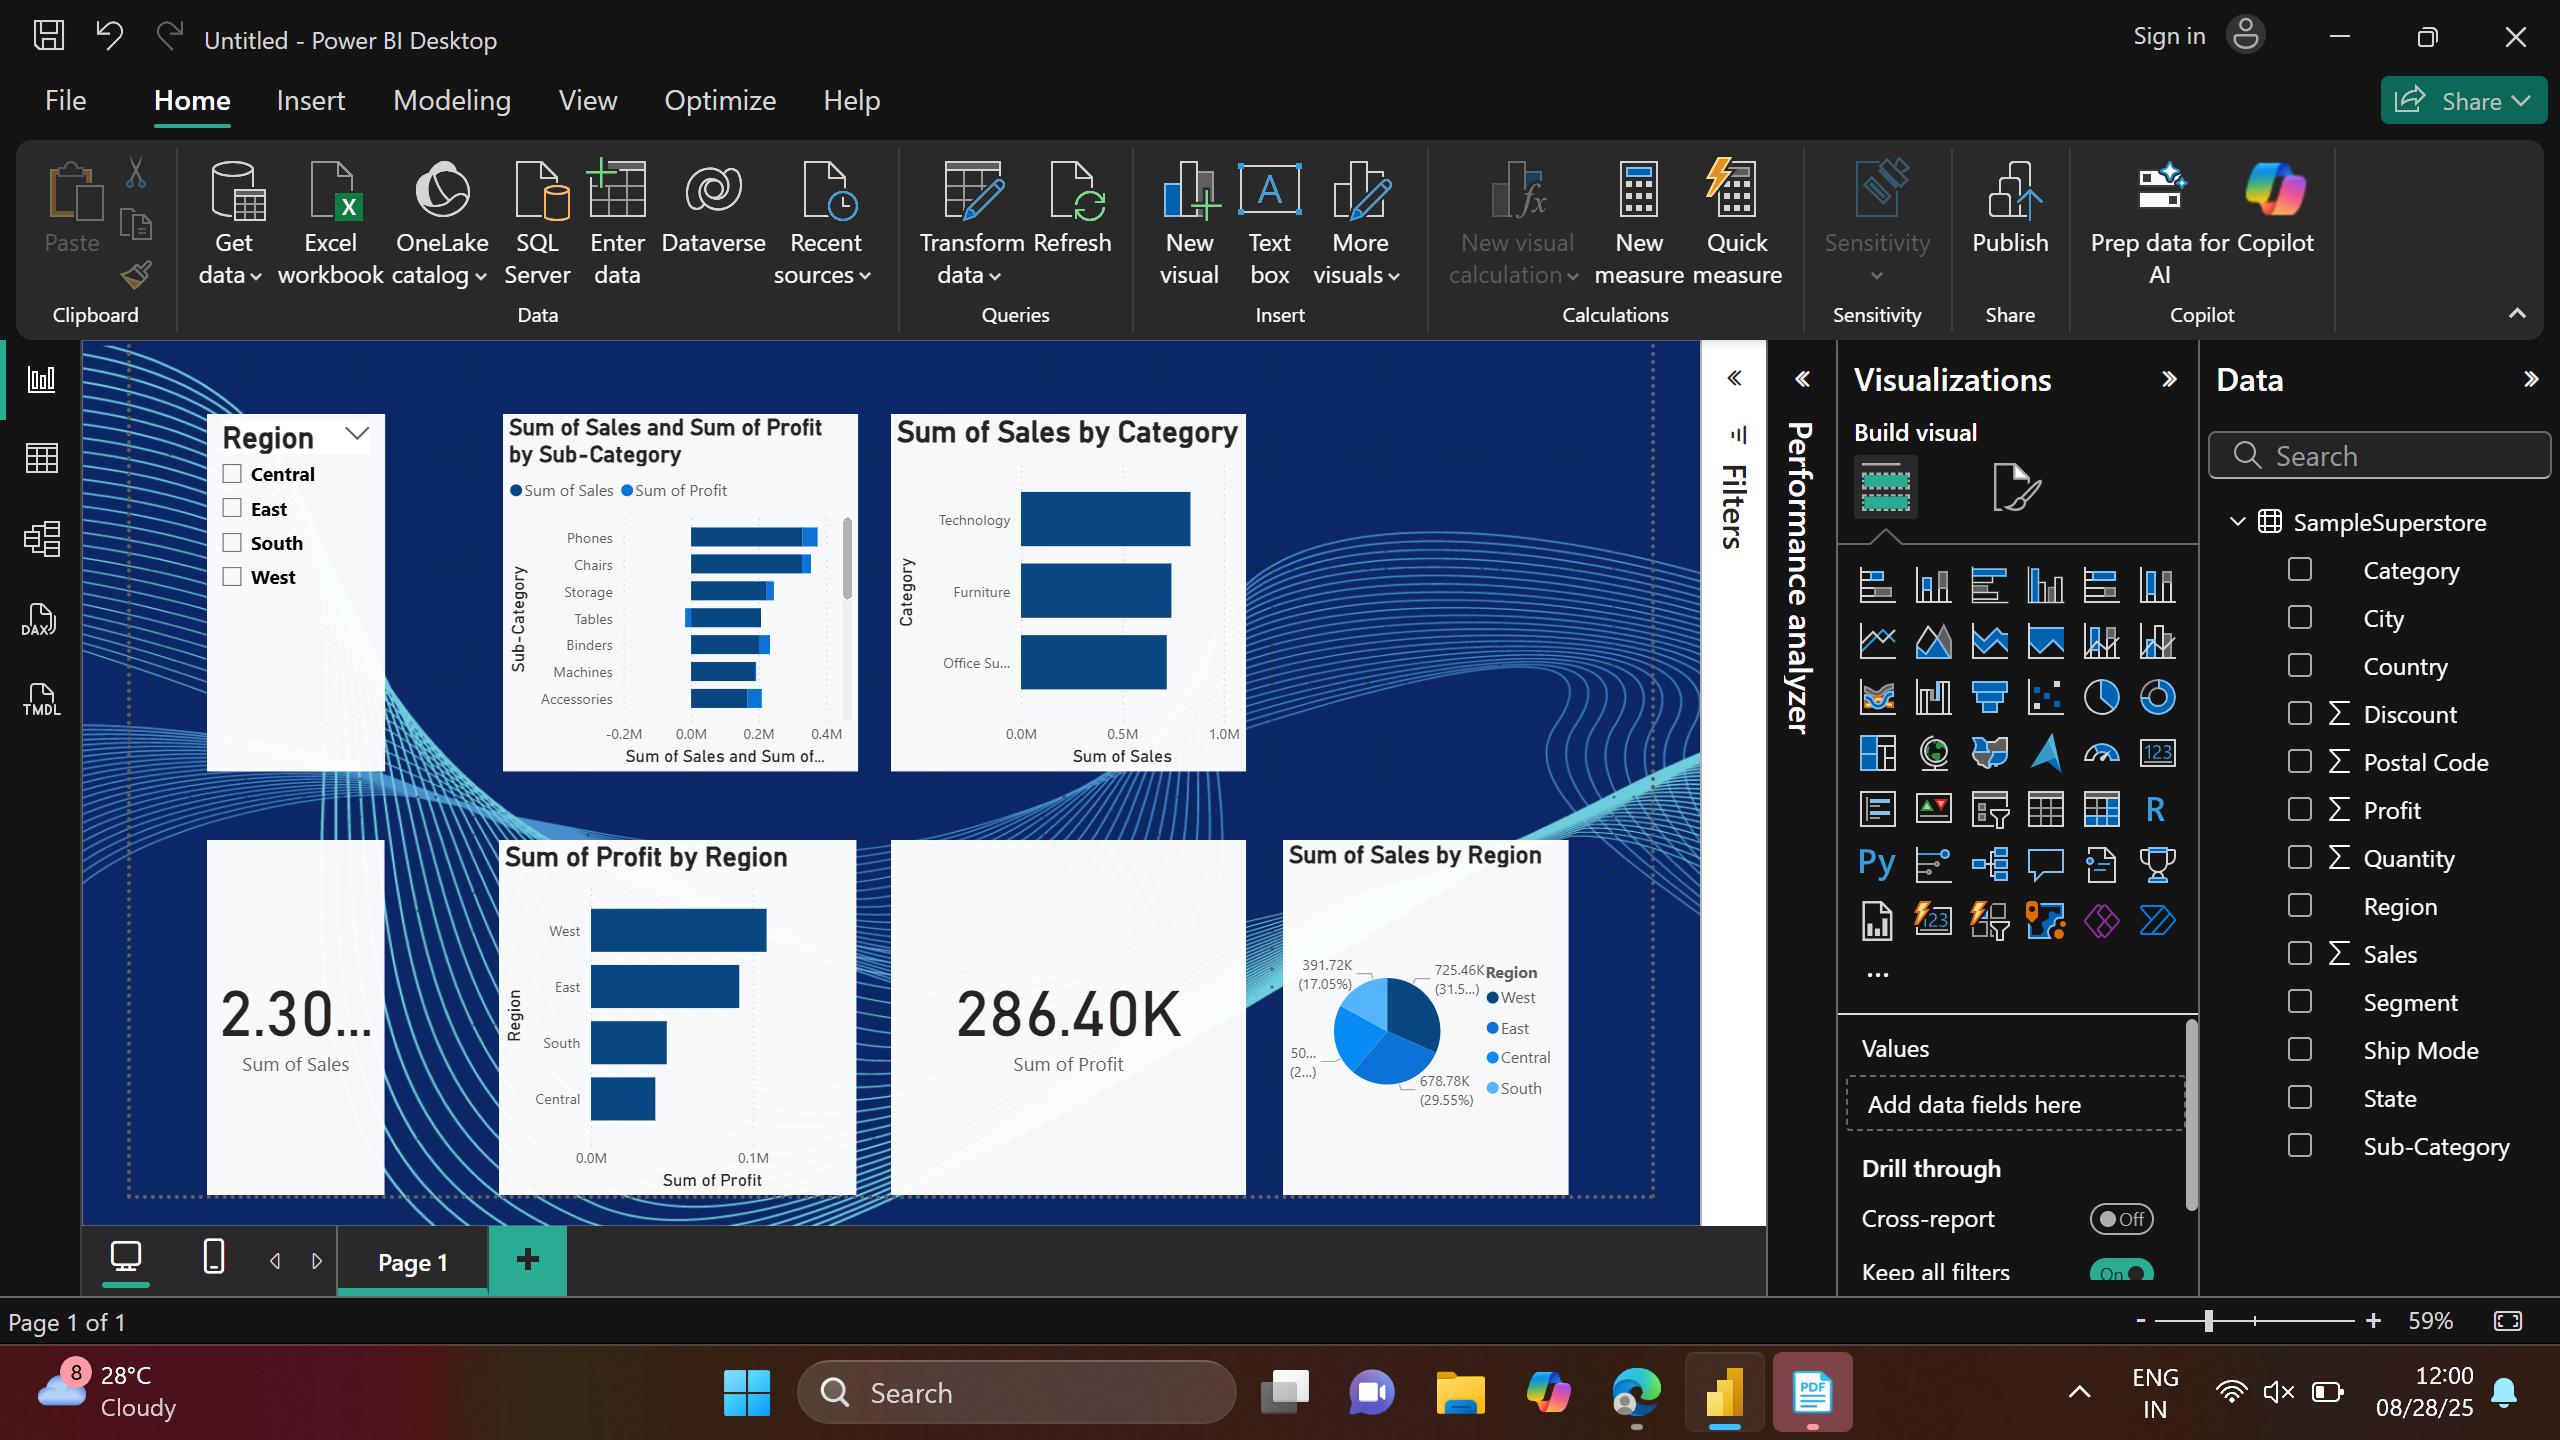 Untitled - Power BI Desktop
Sign in
File Home Insert Modeling View Optimize Help
Share
Paste
Get data
Excel workbook
OneLake catalog
SQL Server
Enter data
Dataverse
Recent sources
Transform data
Refresh
New visual
Text box
More visuals
New visual calculation
New measure
Quick measure
Sensitivity
Publish
Prep data for AI
Copilot
Clipboard
Data
Queries
Insert
Calculations
Sensitivity
Share
Copilot
DAX
TMDL
Region
Central
East
South
West
Sum of Sales and Sum of Profit
by Sub-Category
Sum of Sales Sum of Profit
Sub-Category
Phones
Chairs
Storage
Tables
Binders
Machines
Accessories
-0.2M 0.0M 0.2M 0.4M
Sum of Sales and Sum of...
Sum of Sales by Category
Category
Technology
Furniture
Office Su...
0.0M 0.5M 1.0M
Sum of Sales
2.30...
Sum of Sales
Sum of Profit by Region
Region
West
East
South
Central
0.0M 0.1M
Sum of Profit
286.40K
Sum of Profit
Sum of Sales by Region
391.72K
(17.05%)
725.46K
(31.5...)
50...
(2...)
678.78K
(29.55%)
Region
West
East
Central
South
Filters
Performance analyzer
Visualizations
Build visual
123
R
Py
123
...
Values
Add data fields here
Drill through
Cross-report Off
Keep all filters On
Data
Search
SampleSuperstore
Category
City
Country
Discount
Postal Code
Profit
Quantity
Region
Sales
Segment
Ship Mode
State
Sub-Category
Page 1
+
Page 1 of 1
- + 59%
8
28°C
Cloudy
Search
PDF
ENG
IN
12:00
08/28/25